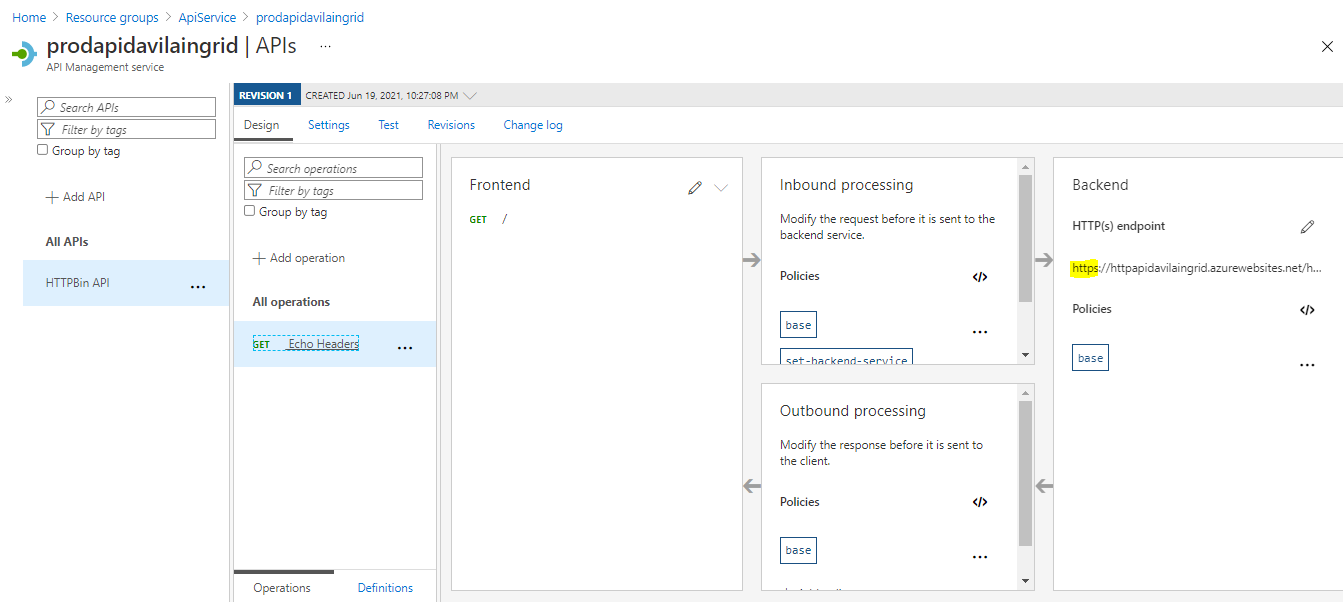 Home > Resource groups > ApiService > prodapidavilaingrid
prodapidavilaingrid | APIs ...
API Management service
»
Search APIs
Filter by tags
Group by tag
+ Add API
All APIs
HTTPBin API ...
REVISION 1 CREATED Jun 19, 2021, 10:27:08 PM
Design Settings Test Revisions Change log
Search operations
Filter by tags
Group by tag
+ Add operation
All operations
GET Echo Headers ...
Operations Definitions
Frontend
GET /
Inbound processing
Modify the request before it is sent to the
backend service.
Policies </>
base ...
set-backend-service
Outbound processing
Modify the response before it is sent to
the client.
Policies </>
base ...
Backend
HTTP(s) endpoint
https://httpapidavilaingrid.azurewebsites.net/h...
Policies </>
base ...